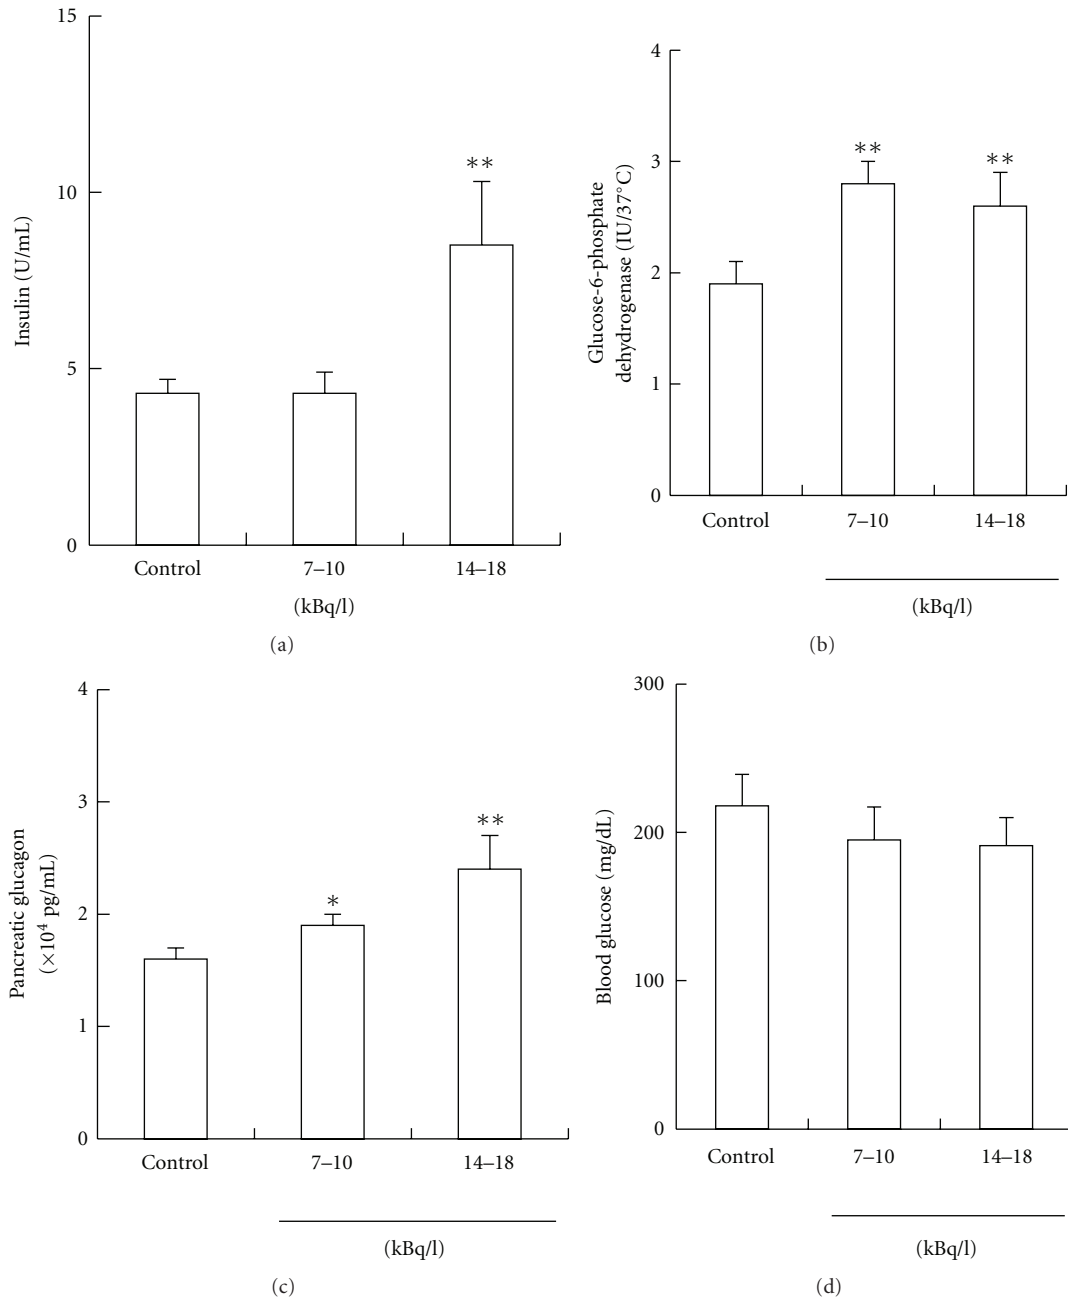 15
10
5
0
Insulin (U/mL)
**
Control
7–10
14–18
(kBq/l)
(a)
4
3
2
1
0
Glucose-6-phosphate
dehydrogenase (IU/37°C)
**
**
Control
7–10
14–18
(kBq/l)
(b)
4
3
2
1
0
Pancreatic glucagon
(×10⁴ pg/mL)
*
**
Control
7–10
14–18
(kBq/l)
(c)
300
200
100
0
Blood glucose (mg/dL)
Control
7–10
14–18
(kBq/l)
(d)